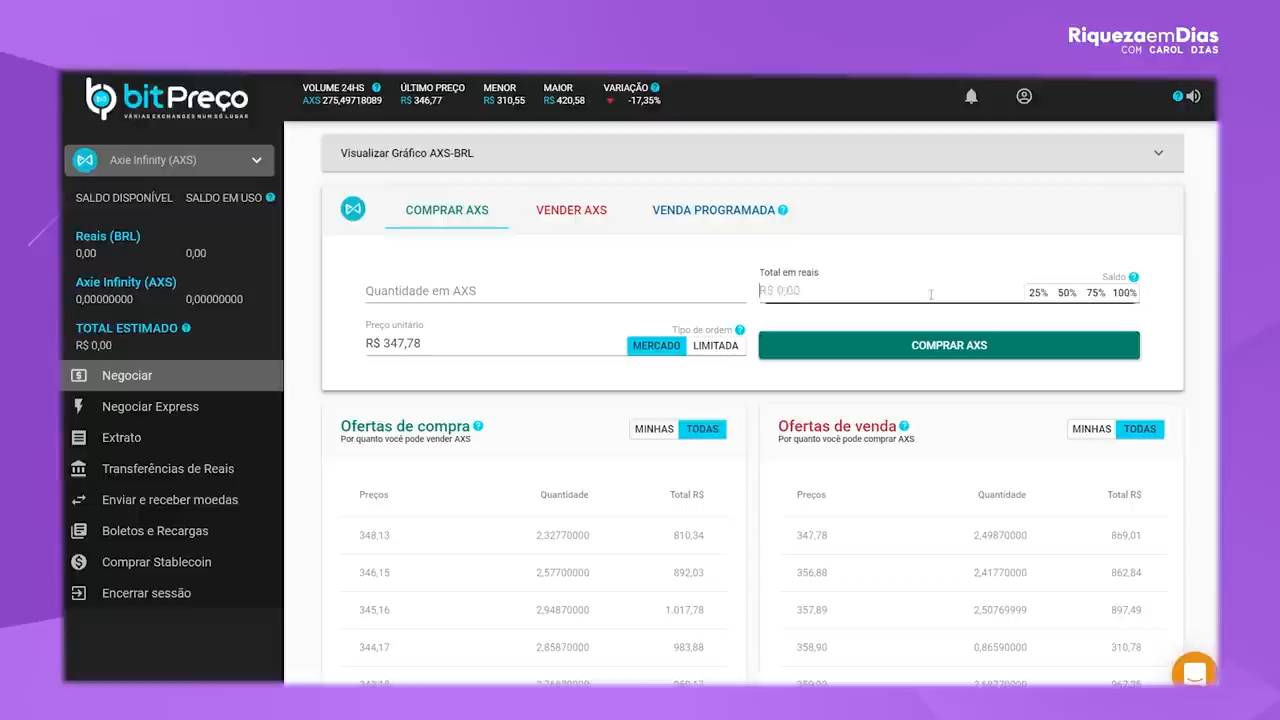 RiquezaemDias
COM CAROL DIAS
bitPreço
VÁRIAS EXCHANGES NUM SÓ LUGAR
VOLUME 24HS ? ÚLTIMO PREÇO MENOR MAIOR VARIAÇÃO ?
AXS 275,49718089 R$ 346,77 R$ 310,55 R$ 420,58 -17,35%
Axie Infinity (AXS)
SALDO DISPONÍVEL SALDO EM USO ?
Reais (BRL)
0,00 0,00
Axie Infinity (AXS)
0,00000000 0,00000000
TOTAL ESTIMADO ?
R$ 0,00
Negociar
Negociar Express
Extrato
Transferências de Reais
Enviar e receber moedas
Boletos e Recargas
Comprar Stablecoin
Encerrar sessão
Visualizar Gráfico AXS-BRL
COMPRAR AXS VENDER AXS VENDA PROGRAMADA ?
Quantidade em AXS
Total em reais
R$ 0,00
Saldo ?
25% 50% 75% 100%
Preço unitário
R$ 347,78
Tipo de ordem ?
MERCADO LIMITADA
COMPRAR AXS
Ofertas de compra ?
Por quanto você pode vender AXS
MINHAS TODAS
Preços Quantidade Total R$
348,13 2,32770000 810,34
346,15 2,57700000 892,03
345,16 2,94870000 1.017,78
344,17 2,85870000 983,88
Ofertas de venda ?
Por quanto você pode comprar AXS
MINHAS TODAS
Preços Quantidade Total R$
347,78 2,49870000 869,01
356,88 2,41770000 862,84
357,89 2,50769999 897,49
358,90 0,86590000 310,78